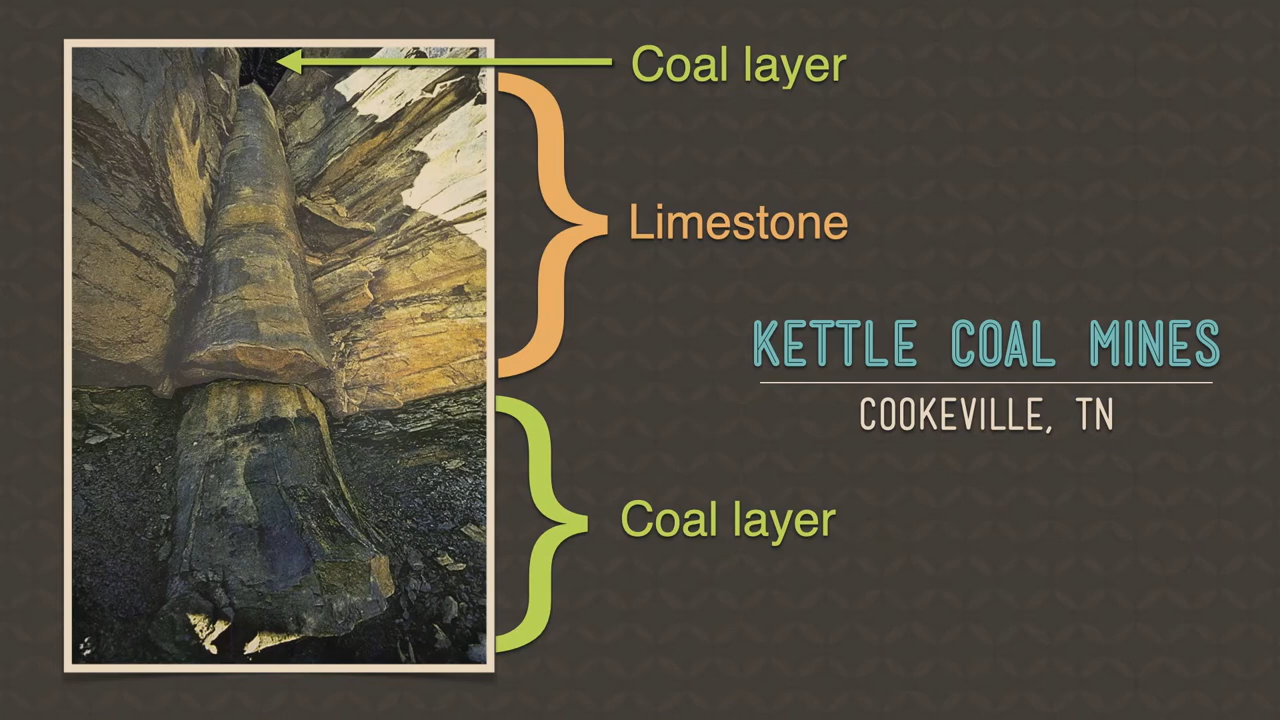 Coal layer
Limestone
KETTLE COAL MINES
COOKEVILLE, TN
Coal layer